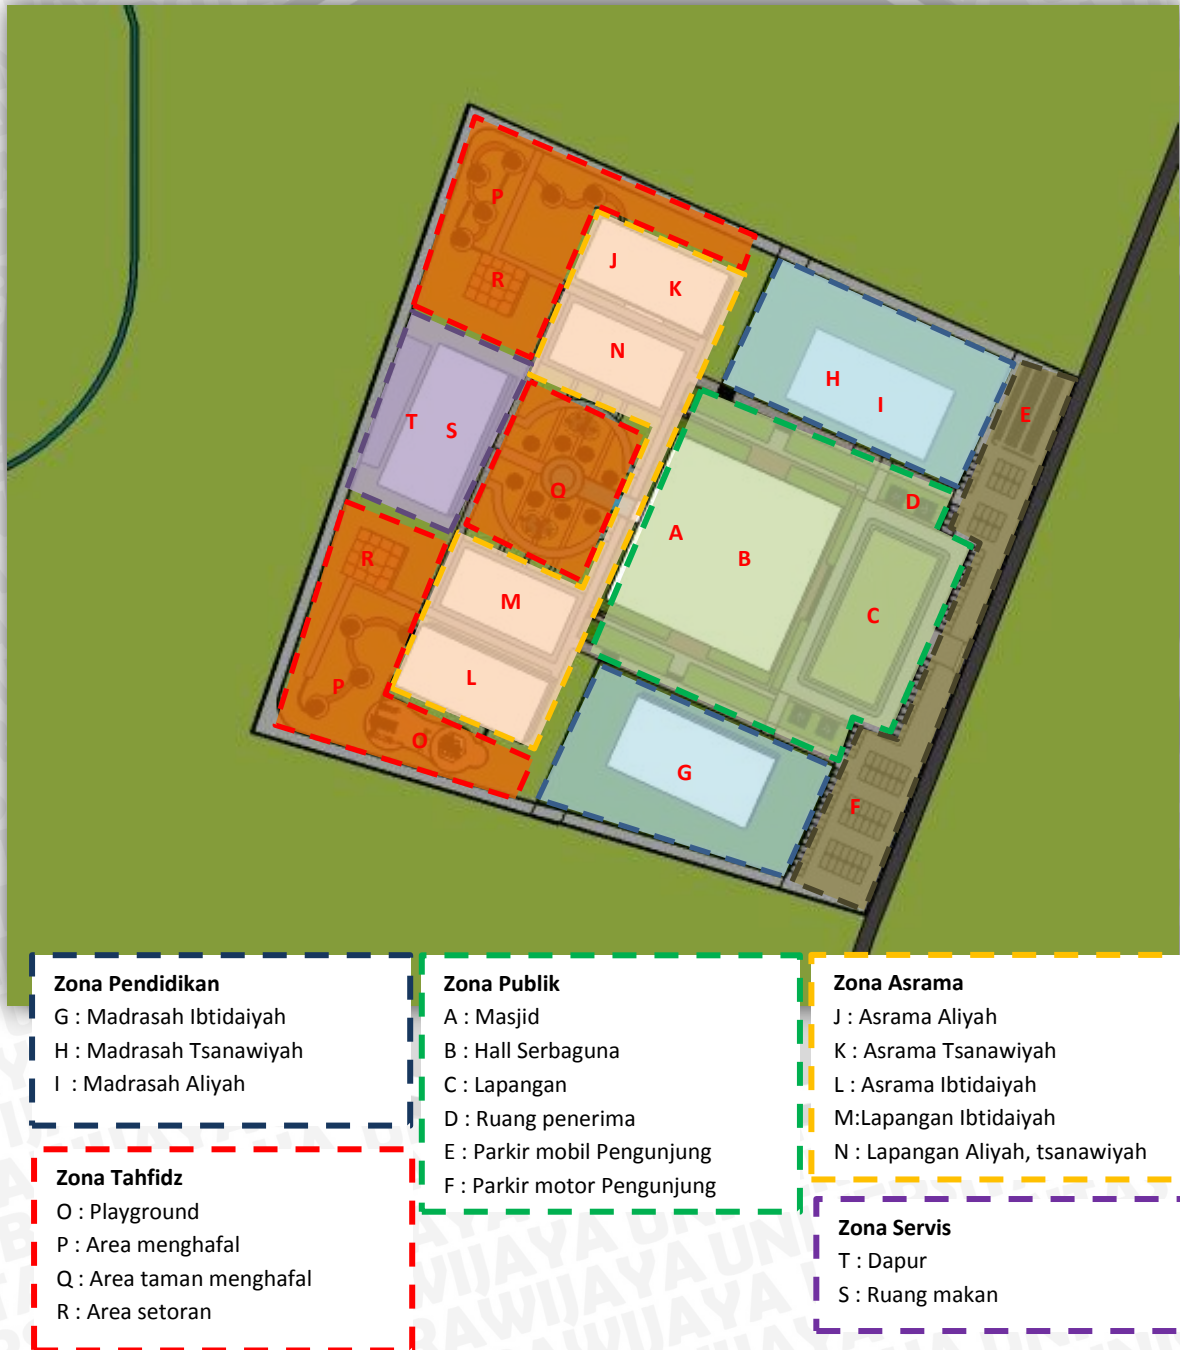 P
J
R
K
N
H
I
E
T
S
Q
D
A
B
R
M
C
L
P
O
G
F
Zona Pendidikan
G : Madrasah Ibtidaiyah
H : Madrasah Tsanawiyah
I : Madrasah Aliyah
Zona Tahfidz
O : Playground
P : Area menghafal
Q : Area taman menghafal
R : Area setoran
Zona Publik
A : Masjid
B : Hall Serbaguna
C : Lapangan
D : Ruang penerima
E : Parkir mobil Pengunjung
F : Parkir motor Pengunjung
Zona Asrama
J : Asrama Aliyah
K : Asrama Tsanawiyah
L : Asrama Ibtidaiyah
M:Lapangan Ibtidaiyah
N : Lapangan Aliyah, tsanawiyah
Zona Servis
T : Dapur
S : Ruang makan